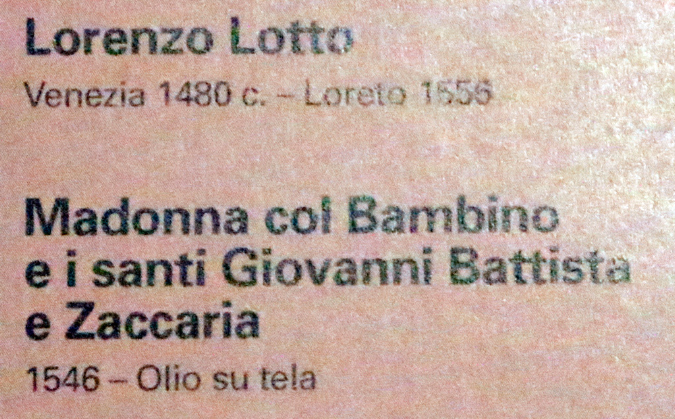 Lorenzo Lotto
Venezia 1480 c. – Loreto 1556
Madonna col Bambino
e i santi Giovanni Battista
e Zaccaria
1546 – Olio su tela